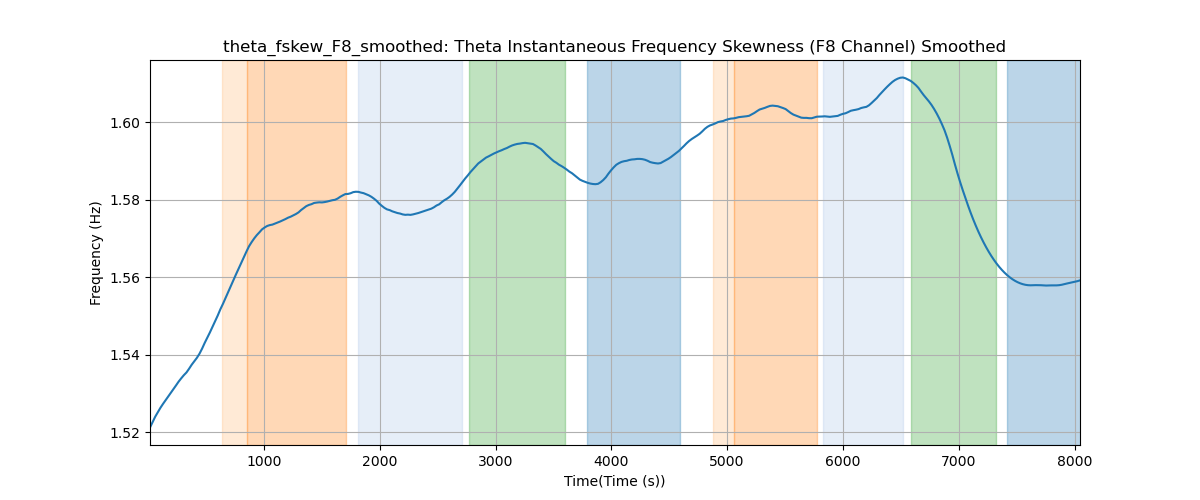 theta_fskew_F8_smoothed: Theta Instantaneous Frequency Skewness (F8 Channel) Smoothed
Frequency (Hz)
1.60
1.58
1.56
1.54
1.52
1000 2000 3000 4000 5000 6000 7000 8000
Time(Time (s))